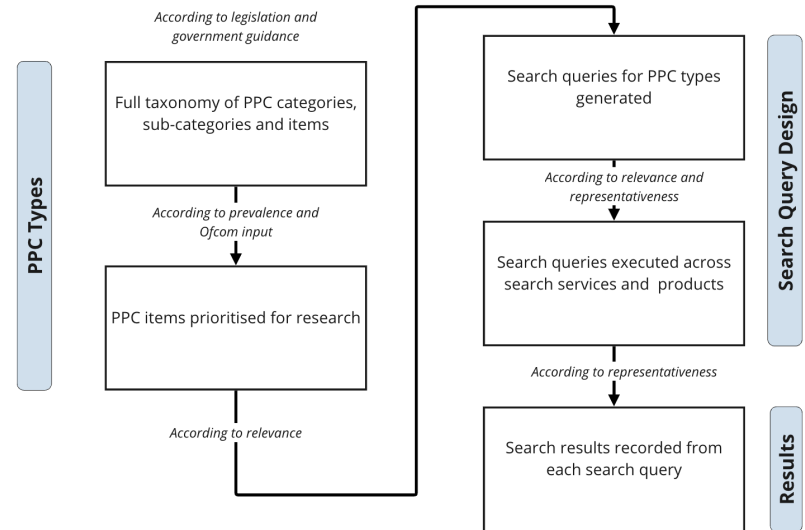 According to legislation and
government guidance
PPC Types
Full taxonomy of PPC categories,
sub-categories and items
According to prevalence and
Ofcom input
PPC items prioritised for research
According to relevance
Search Query Design
Search queries for PPC types
generated
According to relevance and
representativeness
Search queries executed across
search services and products
According to representativeness
Results
Search results recorded from
each search query